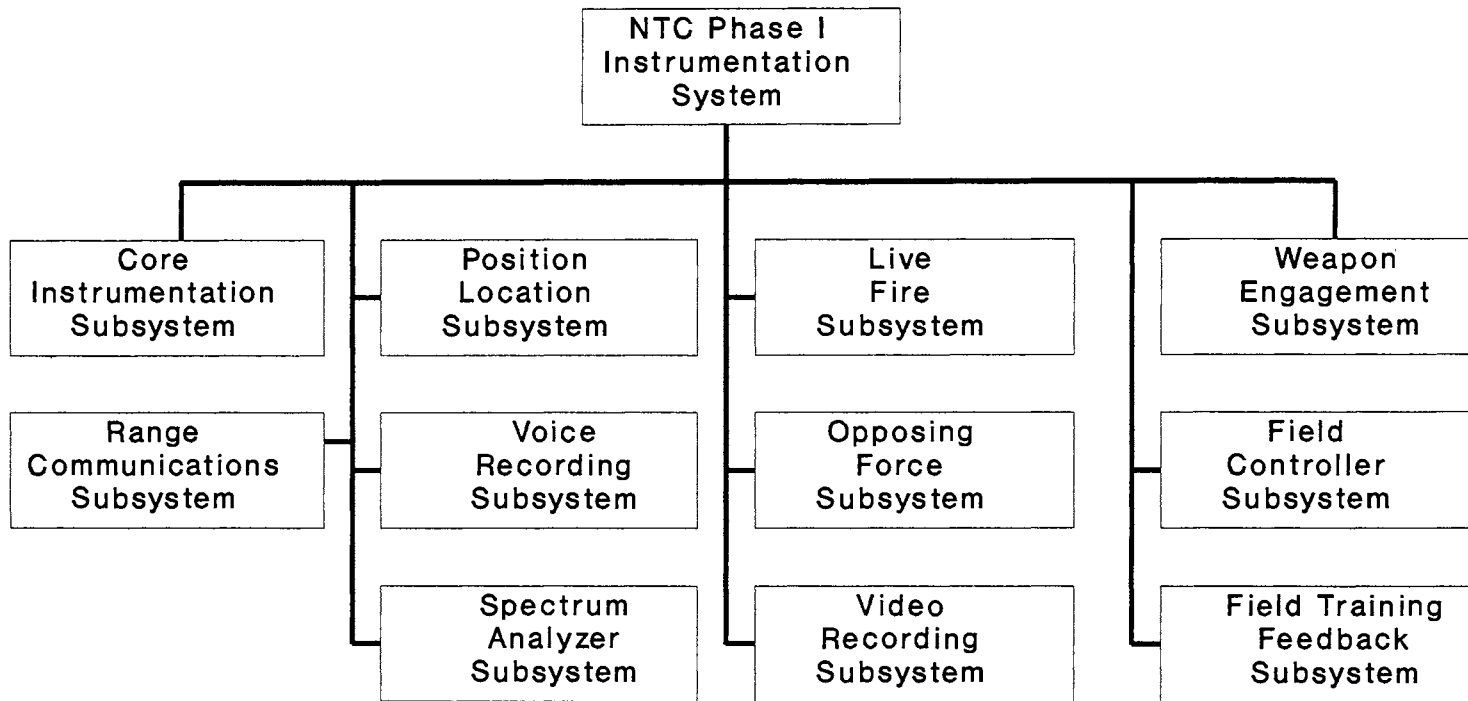 NTC Phase I
Instrumentation
System
Core
Instrumentation
Subsystem
Position
Location
Subsystem
Live
Fire
Subsystem
Weapon
Engagement
Subsystem
Range
Communications
Subsystem
Voice
Recording
Subsystem
Opposing
Force
Subsystem
Field
Controller
Subsystem
Spectrum
Analyzer
Subsystem
Video
Recording
Subsystem
Field Training
Feedback
Subsystem